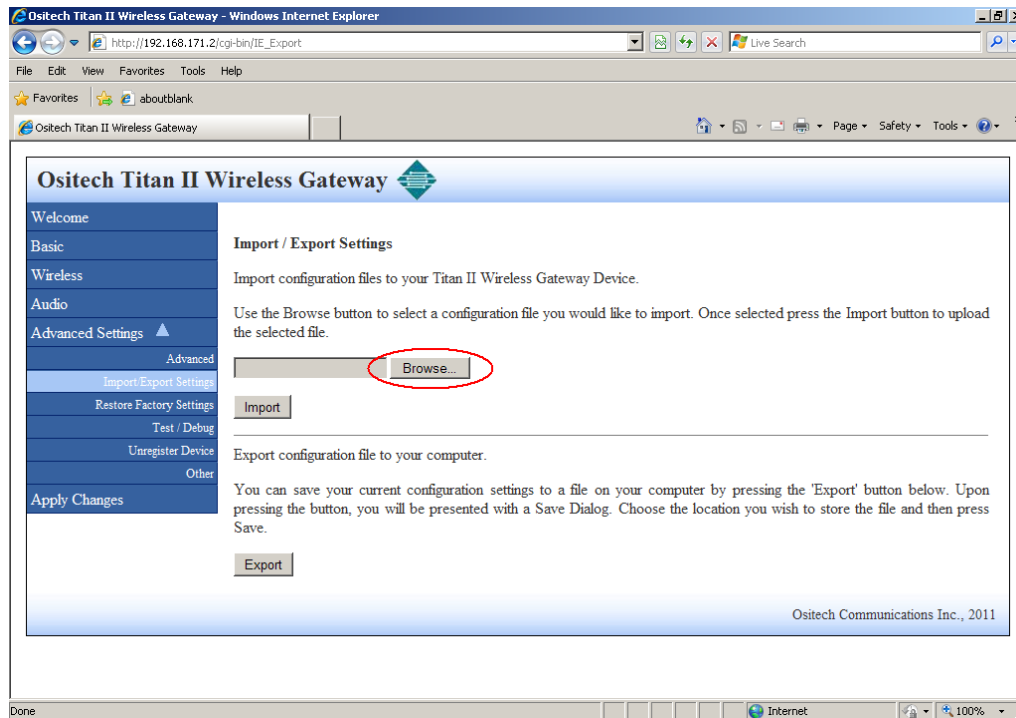 Ositech Titan II Wireless Gateway - Windows Internet Explorer
http://192.168.171.2/cgi-bin/IE_Export
Live Search
File Edit View Favorites Tools Help
Favorites aboutblank
Ositech Titan II Wireless Gateway
Page Safety Tools
Ositech Titan II Wireless Gateway
Welcome
Basic
Wireless
Audio
Advanced Settings
Advanced
Import/Export Settings
Restore Factory Settings
Test / Debug
Unregister Device
Other
Apply Changes
Import / Export Settings
Import configuration files to your Titan II Wireless Gateway Device.
Use the Browse button to select a configuration file you would like to import. Once selected press the Import button to upload
the selected file.
Browse...
Import
Export configuration file to your computer.
You can save your current configuration settings to a file on your computer by pressing the 'Export' button below. Upon
pressing the button, you will be presented with a Save Dialog. Choose the location you wish to store the file and then press
Save.
Export
Ositech Communications Inc., 2011
Done
Internet
100%